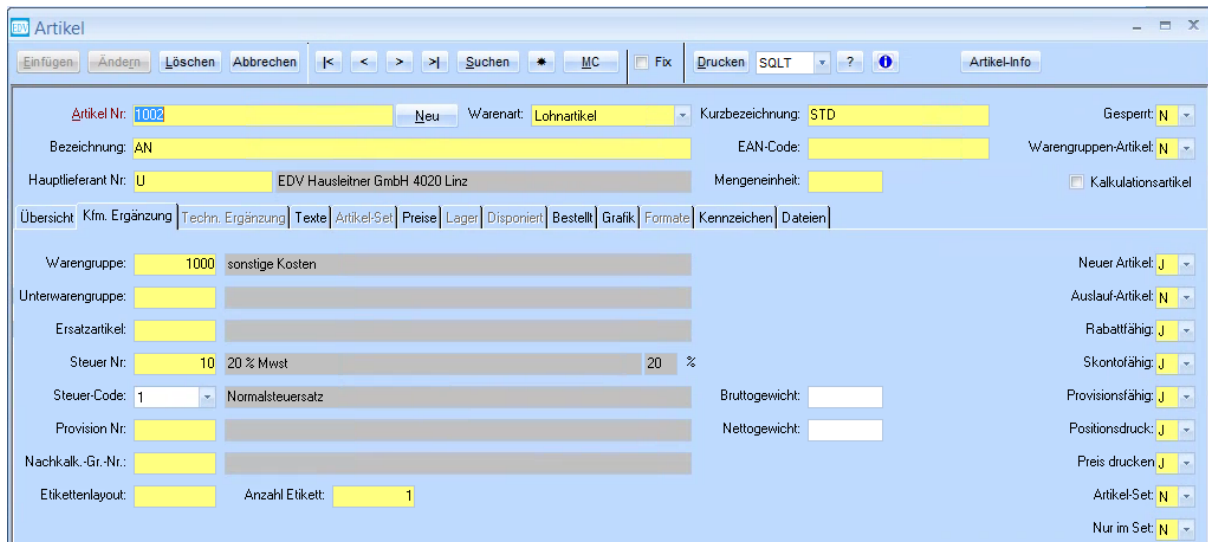 EDV Artikel
Einfügen Ändern Löschen Abbrechen |< < > >| Suchen * MC Fix Drucken SQLT ? i Artikel-Info
Artikel Nr: 1002 Neu Warenart: Lohnartikel Kurzbezeichnung: STD Gesperrt: N
Bezeichnung: AN EAN-Code: Warengruppen-Artikel: N
Hauptlieferant Nr: U EDV Hausleitner GmbH 4020 Linz Mengeneinheit: Kalkulationsartikel
Übersicht Kfm. Ergänzung Techn. Ergänzung Texte Artikel-Set Preise Lager Disponiert Bestellt Grafik Formate Kennzeichen Dateien
Warengruppe: 1000 sonstige Kosten Neuer Artikel: J
Unterwarengruppe: Auslauf-Artikel: N
Ersatzartikel: Rabattfähig: J
Steuer Nr: 10 20 % Mwst 20 % Skontofähig: J
Steuer-Code: 1 Normalsteuersatz Bruttogewicht: Provisionsfähig: J
Provision Nr: Nettogewicht: Positionsdruck: J
Nachkalk.-Gr.-Nr.: Preis drucken J
Etikettenlayout: Anzahl Etikett: 1 Artikel-Set: N
Nur im Set: N